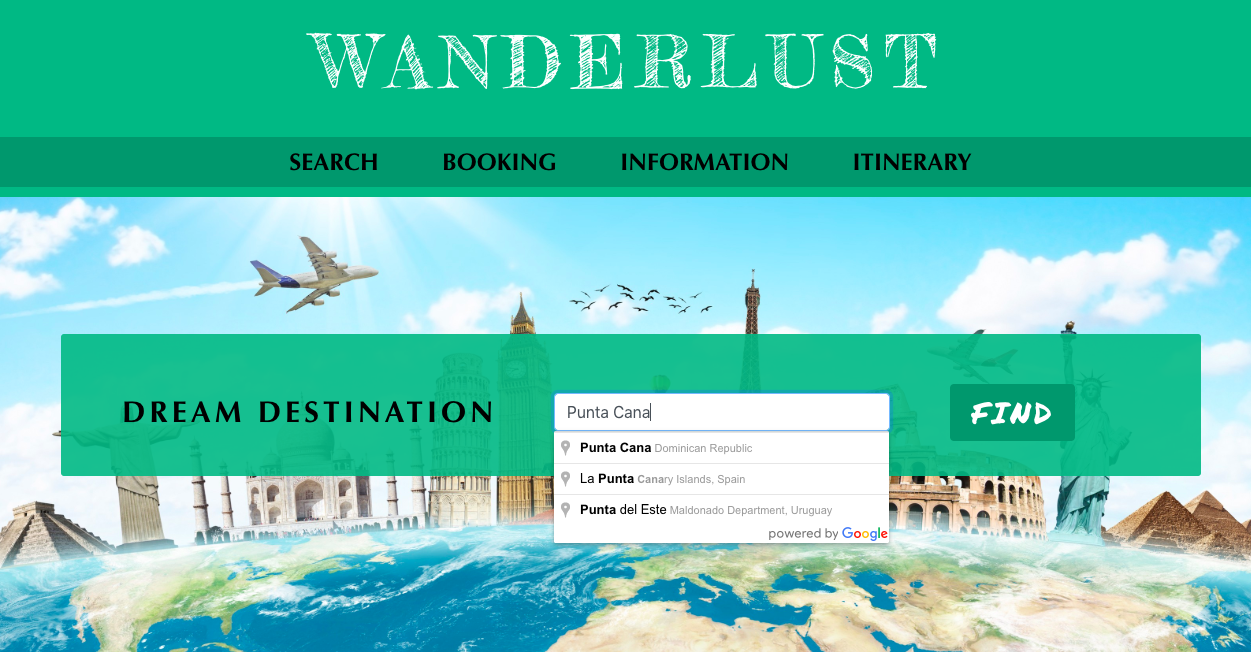 WANDERLUST
SEARCH BOOKING INFORMATION ITINERARY
DREAM DESTINATION
Punta Cana
FIND
Punta Cana Dominican Republic
La Punta Canary Islands, Spain
Punta del Este Maldonado Department, Uruguay
powered by Google